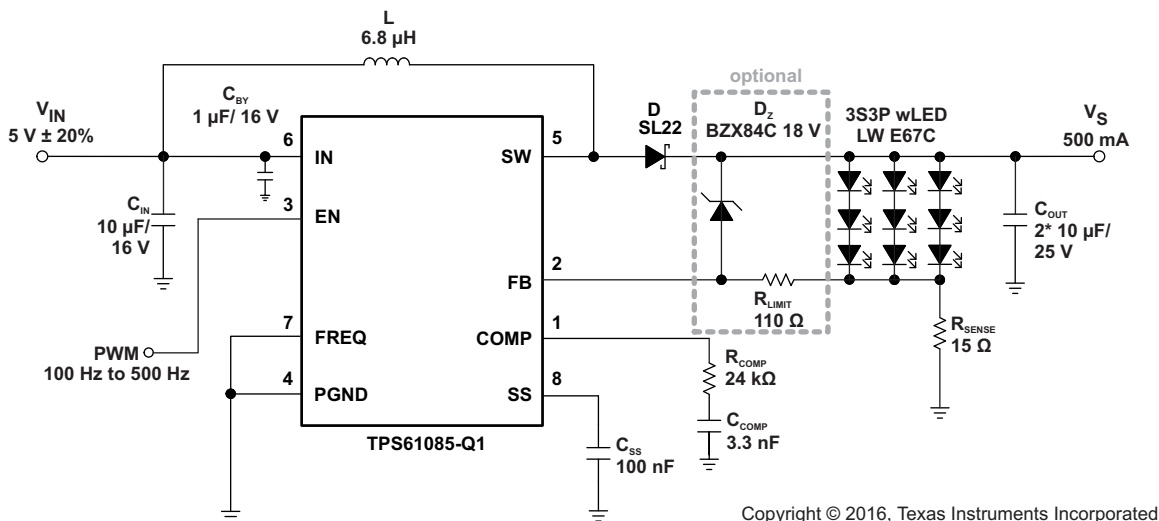 L
6.8 µH
optional
V_IN
5 V ± 20%
C_BY
1 µF/ 16 V
D
SL22
D_Z
BZX84C 18 V
3S3P wLED
LW E67C
V_S
500 mA
6
IN
SW
5
C_IN
10 µF/
16 V
3
EN
C_OUT
2* 10 µF/
25 V
FB
2
R_LIMIT
110 Ω
7
FREQ
COMP
1
R_SENSE
15 Ω
PWM
100 Hz to 500 Hz
R_COMP
24 kΩ
4
PGND
SS
8
C_COMP
3.3 nF
TPS61085-Q1
C_SS
100 nF
Copyright © 2016, Texas Instruments Incorporated